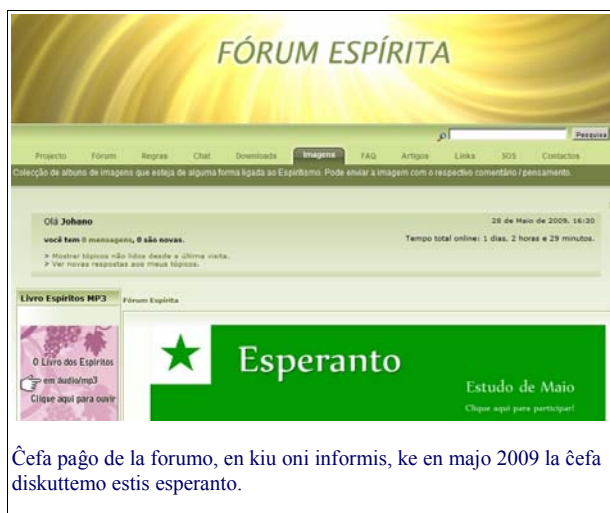 FÓRUM ESPÍRITA
Pesquisa
Projecto Fórum Regras Chat Downloads Imagens FAQ Artigos Links SOS Contactos
Colecção de albuns de imagens que esteja de alguma forma ligada ao Espiritismo. Pode enviar a imagem com o respectivo comentário / pensamento.
Olá Johano
28 de Maio de 2009, 16:30
você tem 0 mensagens, 0 são novas.
Tempo total online: 1 dias, 2 horas e 29 minutos.
> Mostrar tópicos não lidos desde a última visita.
> Ver novas respostas aos meus tópicos.
Livro Espíritos MP3
Fórum Espírita
O Livro dos Espíritos
em áudio/mp3
Clique aqui para ouvir
Esperanto
Estudo de Maio
Clique aqui para participar!
Ĉefa paĝo de la forumo, en kiu oni informis, ke en majo 2009 la ĉefa
diskuttemo estis esperanto.